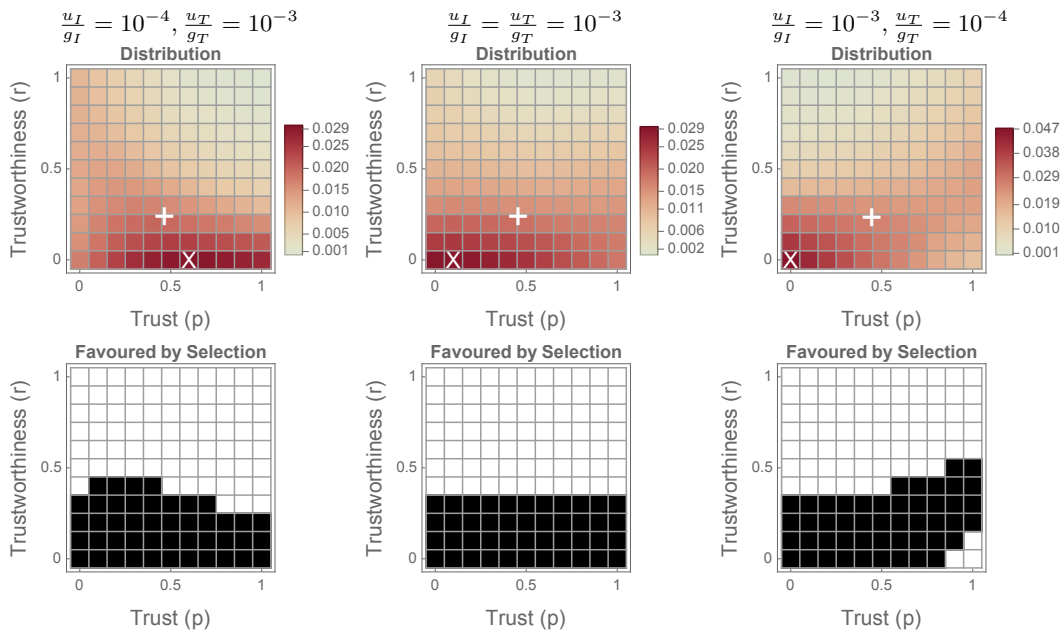 u_I/g_I = 10^{-4}, u_T/g_T = 10^{-3}
u_I/g_I = u_T/g_T = 10^{-3}
u_I/g_I = 10^{-3}, u_T/g_T = 10^{-4}
Distribution
Trustworthiness (r)
1
0.5
0
0 0.5 1
Trust (p)
+
X
0.029
0.025
0.020
0.015
0.010
0.005
0.001
Distribution
Trustworthiness (r)
1
0.5
0
0 0.5 1
Trust (p)
+
X
0.029
0.024
0.020
0.015
0.011
0.006
0.002
Distribution
Trustworthiness (r)
1
0.5
0
0 0.5 1
Trust (p)
+
X
0.047
0.038
0.030
0.021
0.013
0.004
0.001
Favoured by Selection
Trustworthiness (r)
1
0.5
0
0 0.5 1
Trust (p)
Favoured by Selection
Trustworthiness (r)
1
0.5
0
0 0.5 1
Trust (p)
Favoured by Selection
Trustworthiness (r)
1
0.5
0
0 0.5 1
Trust (p)